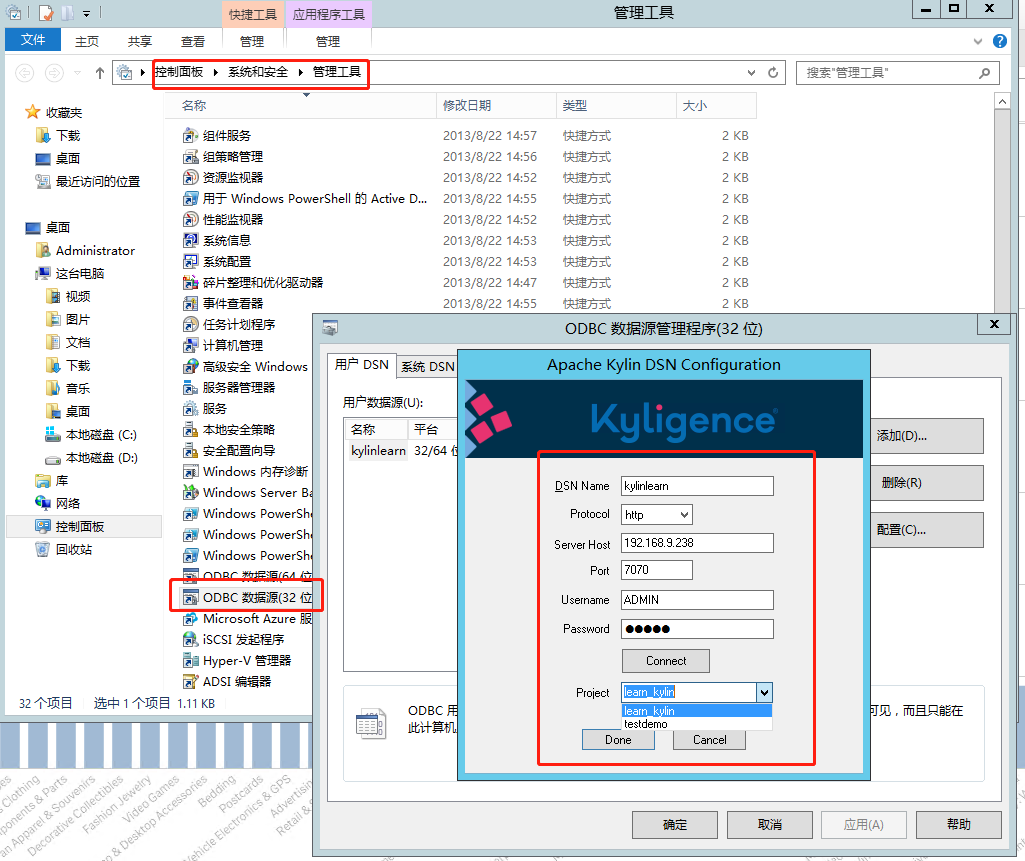 快捷工具 应用程序工具 管理工具
文件 主页 共享 查看 管理 管理
控制面板 系统和安全 管理工具 搜索"管理工具"
收藏夹
下载
桌面
最近访问的位置
桌面
Administrator
这台电脑
视频
图片
文档
下载
音乐
桌面
本地磁盘 (C:)
本地磁盘 (D:)
库
网络
控制面板
回收站
名称 修改日期 类型 大小
组件服务 2013/8/22 14:57 快捷方式 2 KB
组策略管理 2013/8/22 14:56 快捷方式 2 KB
资源监视器 2013/8/22 14:52 快捷方式 2 KB
用于 Windows PowerShell 的 Active D... 2013/8/22 14:55 快捷方式 2 KB
性能监视器 2013/8/22 14:52 快捷方式 2 KB
系统信息 2013/8/22 14:53 快捷方式 2 KB
系统配置 2013/8/22 14:53 快捷方式 2 KB
碎片整理和优化驱动器 2013/8/22 14:47 快捷方式 2 KB
事件查看器 2013/8/22 14:55 快捷方式 2 KB
任务计划程序
计算机管理
高级安全 Windows
服务器管理器
服务
本地安全策略
安全配置向导
Windows 内存诊断
Windows Server Ba
Windows PowerShe
Windows PowerShe
Windows PowerShe
ODBC 数据源(64 位
ODBC 数据源(32 位
Microsoft Azure 服
iSCSI 发起程序
Hyper-V 管理器
ADSI 编辑器
32 个项目 选中 1 个项目 1.11 KB
ODBC 数据源管理程序(32 位)
用户 DSN 系统 DSN
用户数据源(U):
名称 平台
kylinlearn 32/64 位
添加(D)...
删除(R)
配置(C)...
ODBC 用
此计算机
可见，而且只能在
确定 取消 应用(A) 帮助
Apache Kylin DSN Configuration
Kyligence
DSN Name kylinlearn
Protocol http
Server Host 192.168.9.238
Port 7070
Username ADMIN
Password ●●●●●
Connect
Project learn_kylin
learn_kylin
testdemo
Done Cancel
Clothing
ponents & Parts
an Apparel & Souvenirs
Decorative Collectibles
Fashion Jewelry
Video Games
& Desktop Accessories
Bedding
Postcards
Vehicle Electronics & GPS
Advertising
Retail &